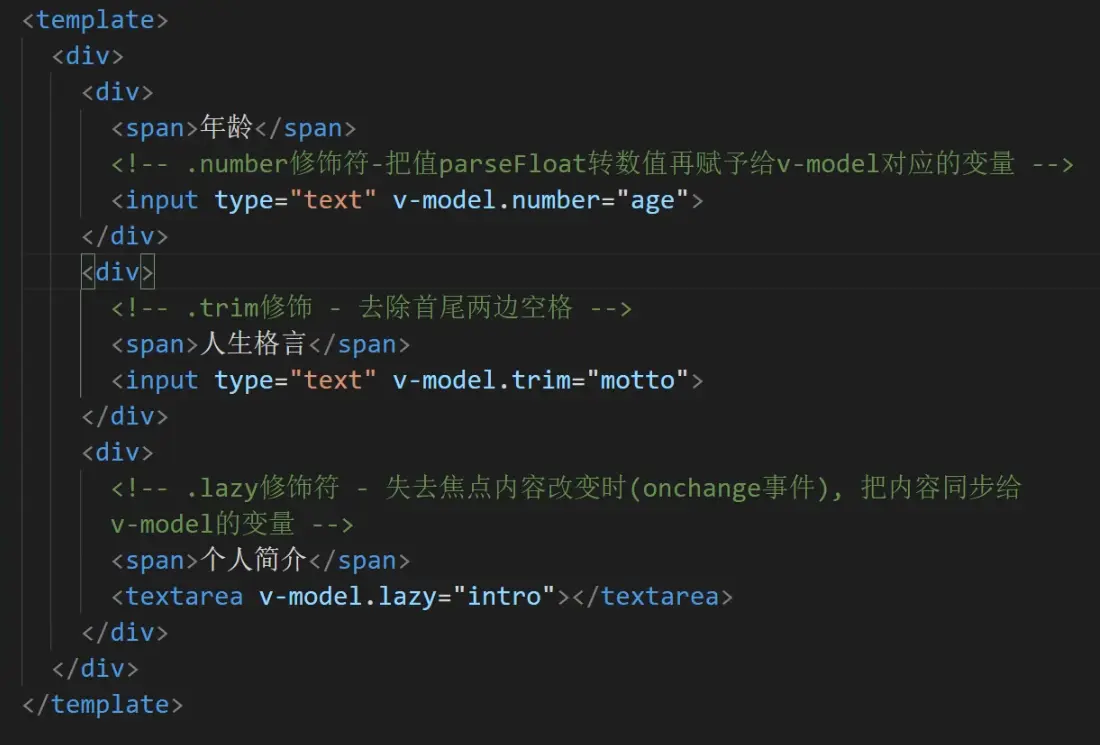 <template>
<div>
<div>
<span>年龄</span>
<!-- .number修饰符-把值parseFloat转数值再赋予给v-model对应的变量 -->
<input type="text" v-model.number="age">
</div>
<div>
<!-- .trim修饰 - 去除首尾两边空格 -->
<span>人生格言</span>
<input type="text" v-model.trim="motto">
</div>
<div>
<!-- .lazy修饰符 - 失去焦点内容改变时(onchange事件), 把内容同步给
v-model的变量 -->
<span>个人简介</span>
<textarea v-model.lazy="intro"></textarea>
</div>
</div>
</template>